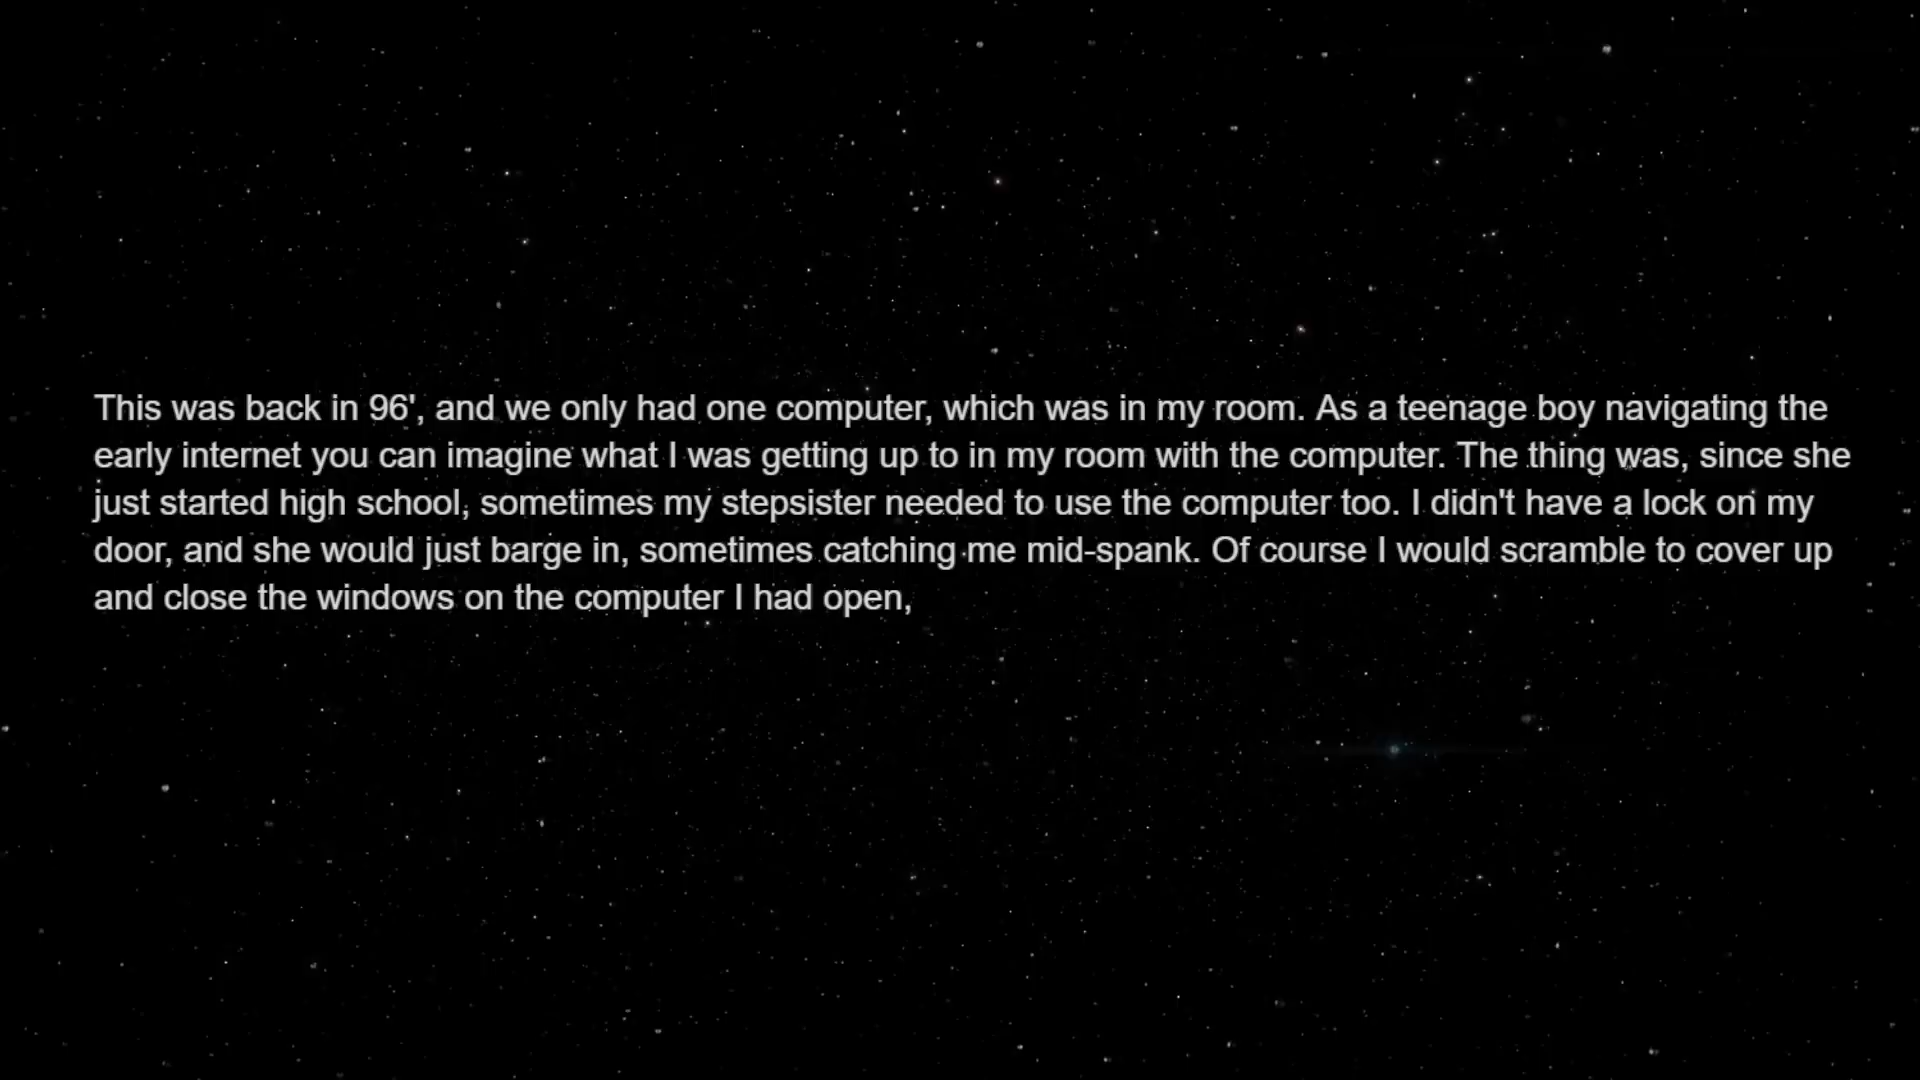 This was back in 96', and we only had one computer, which was in my room. As a teenage boy navigating the
early internet you can imagine what I was getting up to in my room with the computer. The thing was, since she
just started high school, sometimes my stepsister needed to use the computer too. I didn't have a lock on my
door, and she would just barge in, sometimes catching me mid-spank. Of course I would scramble to cover up
and close the windows on the computer I had open,